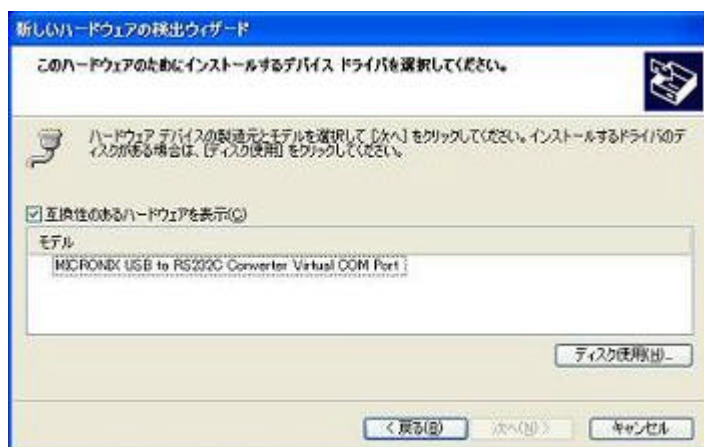 新しいハードウェアの検出ウィザード
このハードウェアのためにインストールするデバイス ドライバを選択してください。
ハードウェア デバイスの製造元とモデルを選択して [次へ] をクリックしてください。インストールするドライバのデ
ィスクがある場合は、[ディスク使用] をクリックしてください。
互換性のあるハードウェアを表示(C)
モデル
MICRONIX USB to RS232C Converter Virtual COM Port
ディスク使用(H)...
< 戻る(B)
次へ(N) >
キャンセル